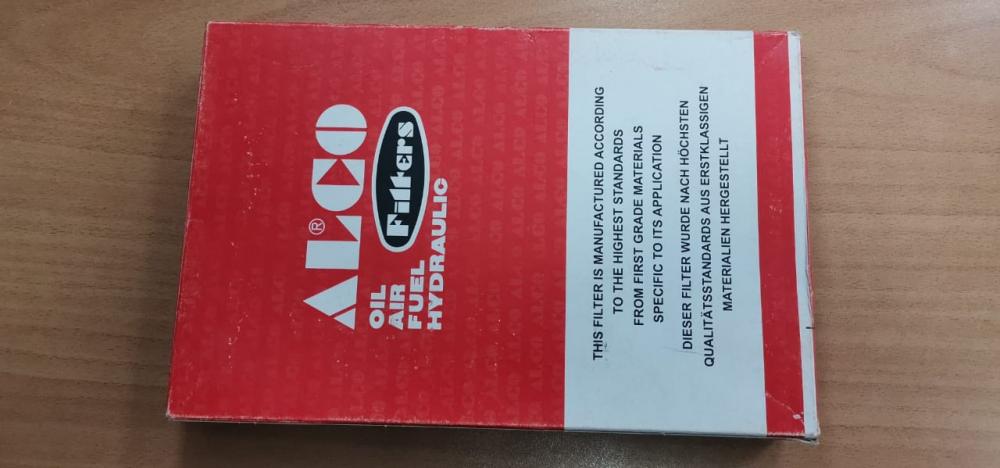 ALCO®
OIL
AIR
FUEL
HYDRAULIC
Filters
THIS FILTER IS MANUFACTURED ACCORDING
TO THE HIGHEST STANDARDS
FROM FIRST GRADE MATERIALS
SPECIFIC TO ITS APPLICATION
DIESER FILTER WURDE NACH HÖCHSTEN
QUALITÄTSSTANDARDS AUS ERSTKLASSIGEN
MATERIALIEN HERGESTELLT